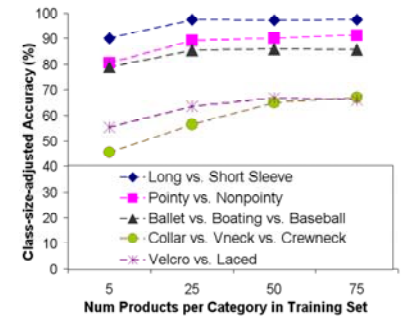 Class-size-adjusted Accuracy (%)
100
90
80
70
60
50
40
30
20
10
0
Long vs. Short Sleeve
Pointy vs. Nonpointy
Ballet vs. Boating vs. Baseball
Collar vs. Vneck vs. Crewneck
Velcro vs. Laced
5 25 50 75
Num Products per Category in Training Set